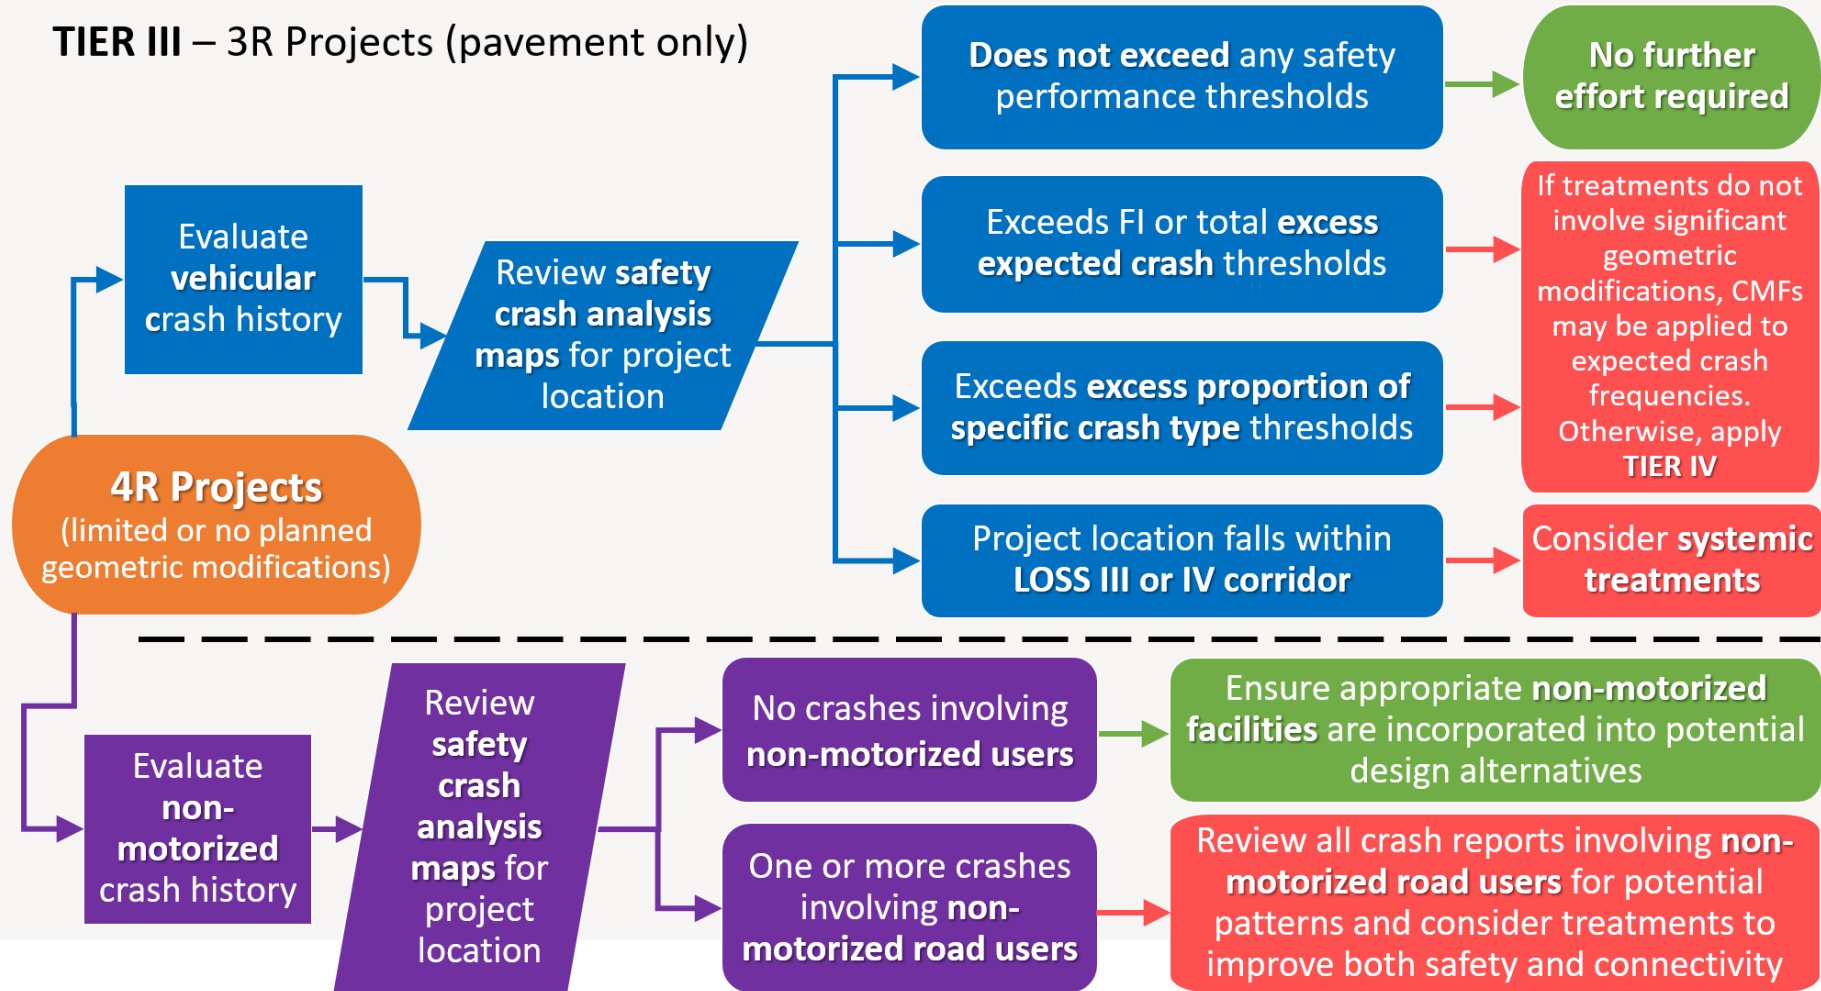 TIER III – 3R Projects (pavement only)
Evaluate
vehicular
crash history
Review safety
crash analysis
maps for project
location
Does not exceed any safety
performance thresholds
No further
effort required
Exceeds FI or total excess
expected crash thresholds
Exceeds excess proportion of
specific crash type thresholds
If treatments do not
involve significant
geometric
modifications, CMFs
may be applied to
expected crash
frequencies.
Otherwise, apply
TIER IV
Project location falls within
LOSS III or IV corridor
Consider systemic
treatments
4R Projects
(limited or no planned
geometric modifications)
Evaluate
non-
motorized
crash history
Review
safety
crash
analysis
maps for
project
location
No crashes involving
non-motorized users
Ensure appropriate non-motorized
facilities are incorporated into potential
design alternatives
One or more crashes
involving non-
motorized road users
Review all crash reports involving non-
motorized road users for potential
patterns and consider treatments to
improve both safety and connectivity